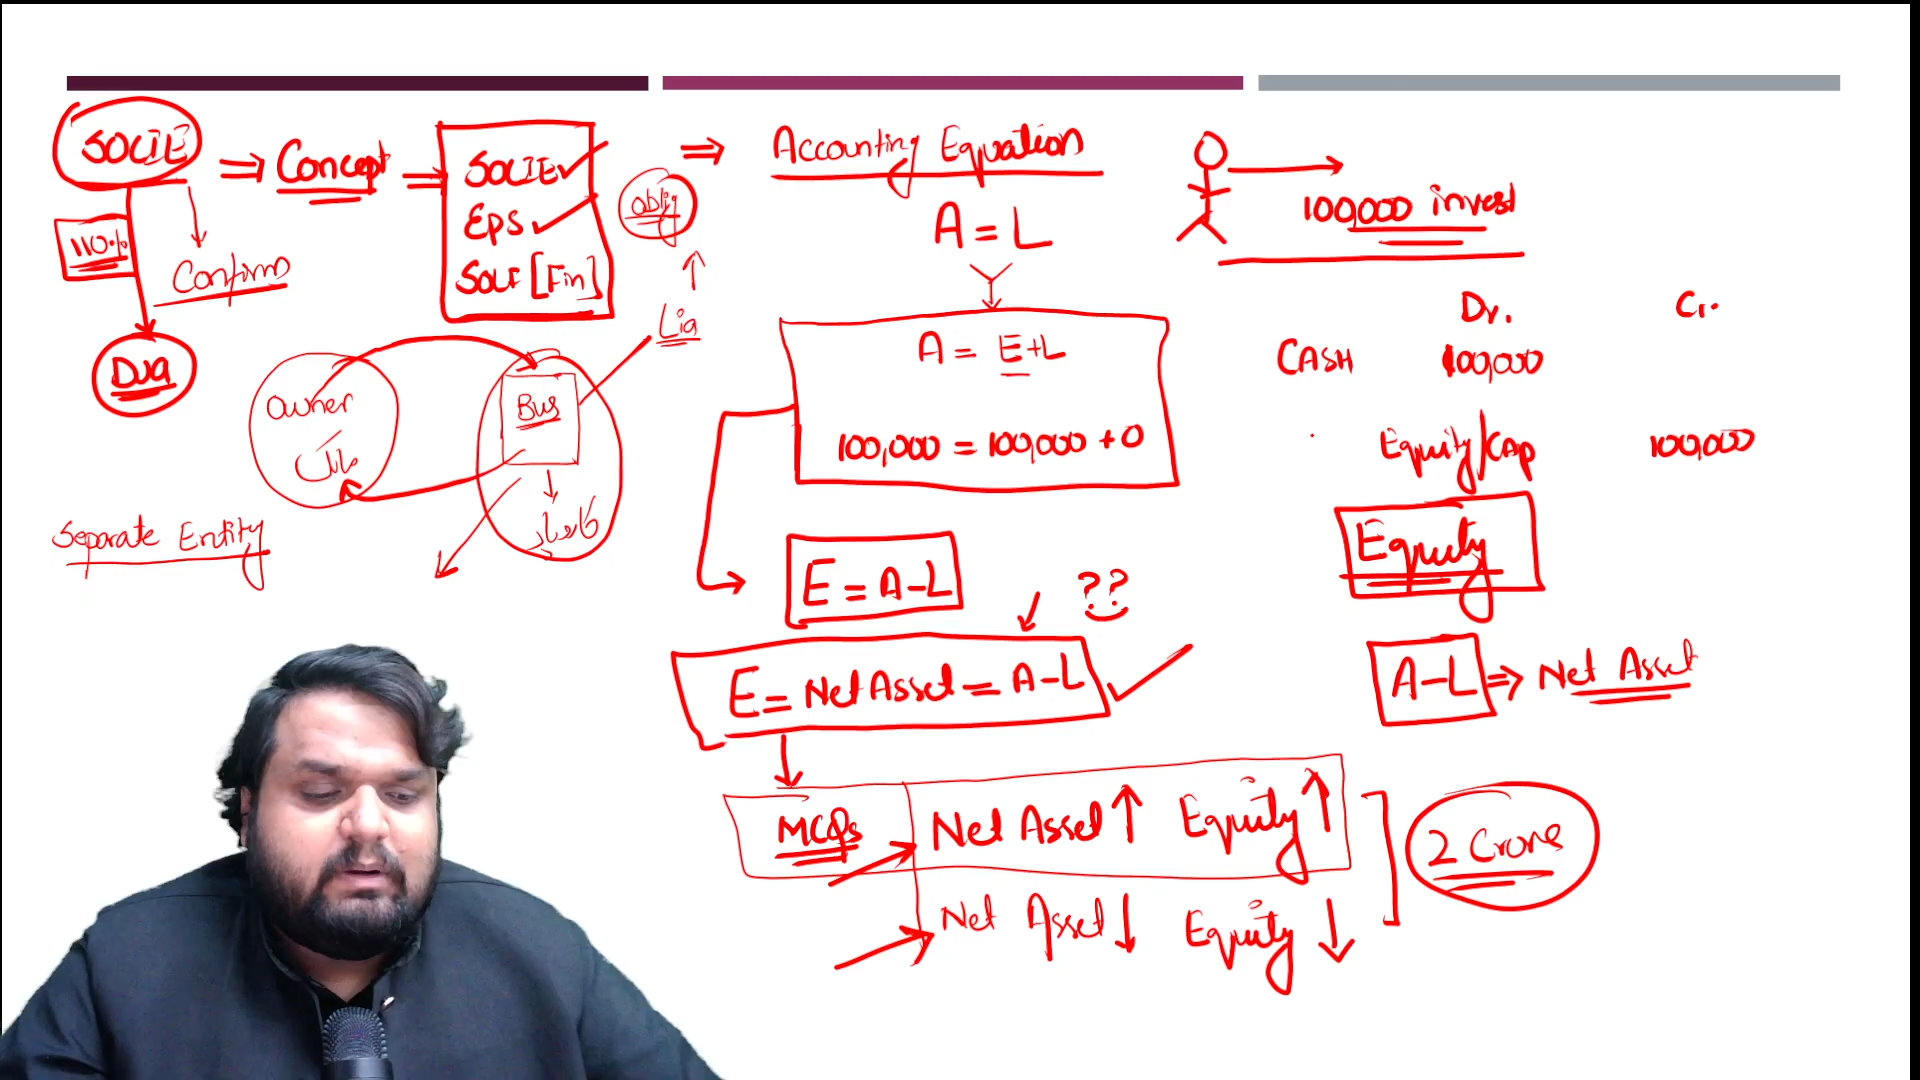 SOCIE
110%
Confirm
Dua
⇒ Concept ⇒
SOCIE ✓
Eps ✓
SOCF [Fin]
oblig
Lia
Owner
مالک
Bus
کاروبار
Separate Entity
⇒ Accounting Equation
A = L
A = E+L
100,000 = 100,000 + 0
E = A-L
??
E = Net Asset = A-L
MCQs
Net Asset ↑ Equity ↑
Net Asset ↓ Equity ↓
2 Crore
100,000 invest
Dr. Cr.
CASH 100,000
Equity/Cap 100,000
Equity
A-L ⇒ Net Asset